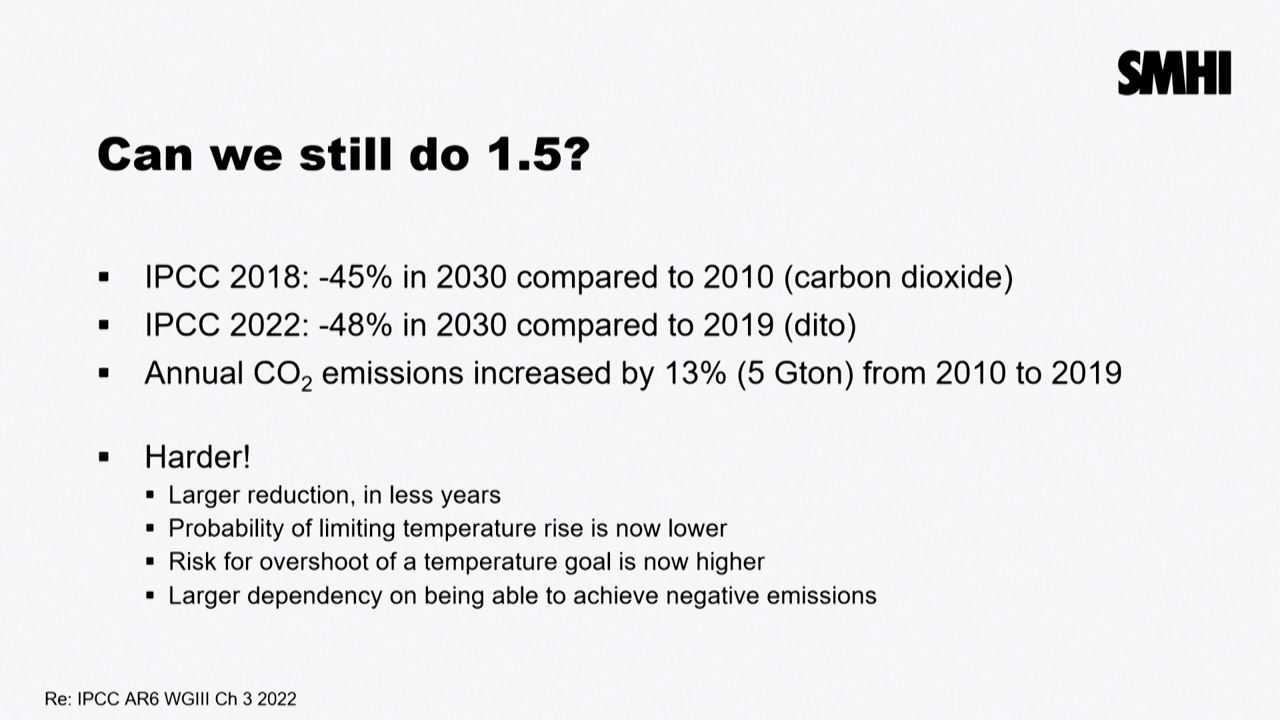 SMHI
Can we still do 1.5?
▪ IPCC 2018: -45% in 2030 compared to 2010 (carbon dioxide)
▪ IPCC 2022: -48% in 2030 compared to 2019 (dito)
▪ Annual CO₂ emissions increased by 13% (5 Gton) from 2010 to 2019
▪ Harder!
▪ Larger reduction, in less years
▪ Probability of limiting temperature rise is now lower
▪ Risk for overshoot of a temperature goal is now higher
▪ Larger dependency on being able to achieve negative emissions
Re: IPCC AR6 WGIII Ch 3 2022